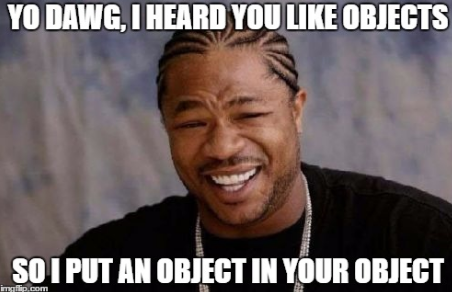 YO DAWG, I HEARD YOU LIKE OBJECTS
SO I PUT AN OBJECT IN YOUR OBJECT
imgflip.com